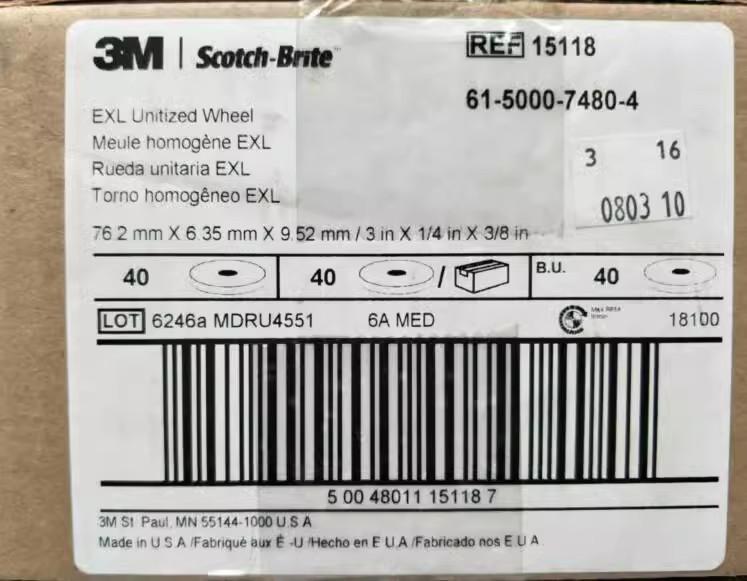 3M | Scotch-Brite™
REF 15118
61-5000-7480-4
EXL Unitized Wheel
Meule homogène EXL
Rueda unitaria EXL
Torno homogêneo EXL
3 16
0803 10
76.2 mm X 6.35 mm X 9.52 mm / 3 in X 1/4 in X 3/8 in
40 40 / B.U. 40
LOT 6246a MDRU4551 6A MED Max RPM 18100
5 00 48011 15118 7
3M St. Paul, MN 55144-1000 U.S.A
Made in U.S.A /Fabriqué aux É.-U /Hecho en E.U.A /Fabricado nos E.U.A